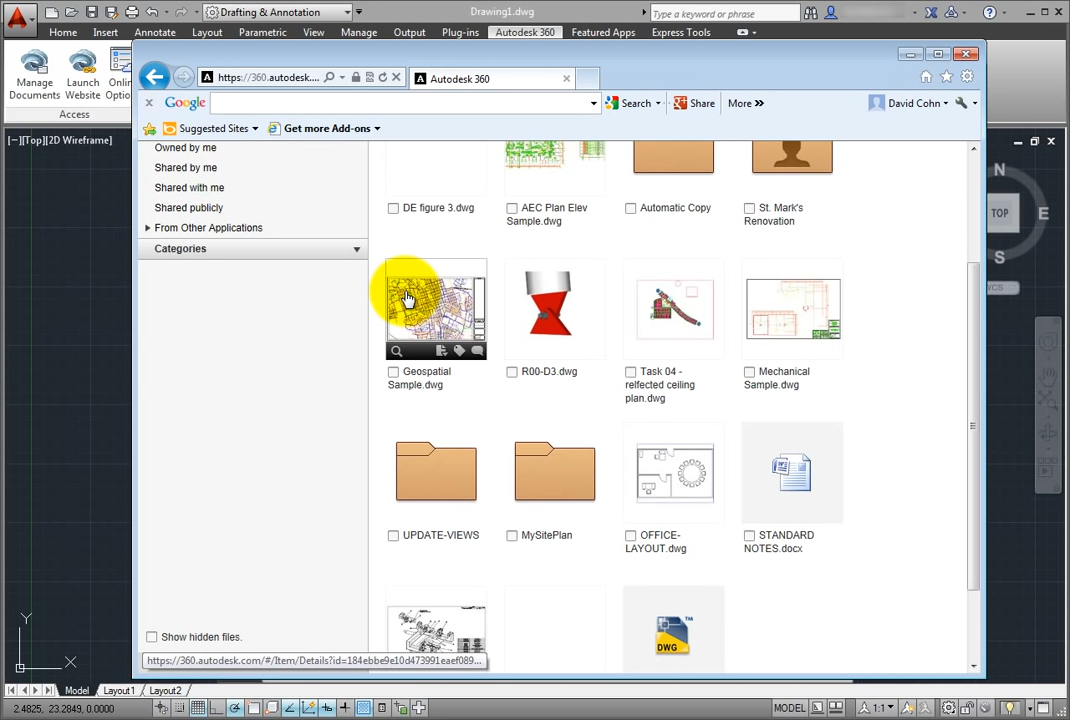 Drafting & Annotation
Drawing1.dwg
Type a keyword or phrase
Home Insert Annotate Layout Parametric View Manage Output Plug-ins Autodesk 360 Featured Apps Express Tools
Manage Documents
Launch Website
Access
https://360.autodesk....
Autodesk 360
Google
Search
Share
More »
David Cohn
Suggested Sites
Get more Add-ons
[−][Top][2D Wireframe]
N
TOP
E
S
WCS
Owned by me
Shared by me
Shared with me
Shared publicly
From Other Applications
Categories
DE figure 3.dwg
AEC Plan Elev
Sample.dwg
Automatic Copy
St. Mark's
Renovation
Geospatial
Sample.dwg
R00-D3.dwg
Task 04 -
relfected ceiling
plan.dwg
Mechanical
Sample.dwg
UPDATE-VIEWS
MySitePlan
OFFICE-
LAYOUT.dwg
STANDARD
NOTES.docx
DWG
Show hidden files.
https://360.autodesk.com/#/Item/Details?id=184ebbe9e10d473991eaef089...
Y
X
Model Layout1 Layout2
2.4825, 23.2849, 0.0000
MODEL
1:1